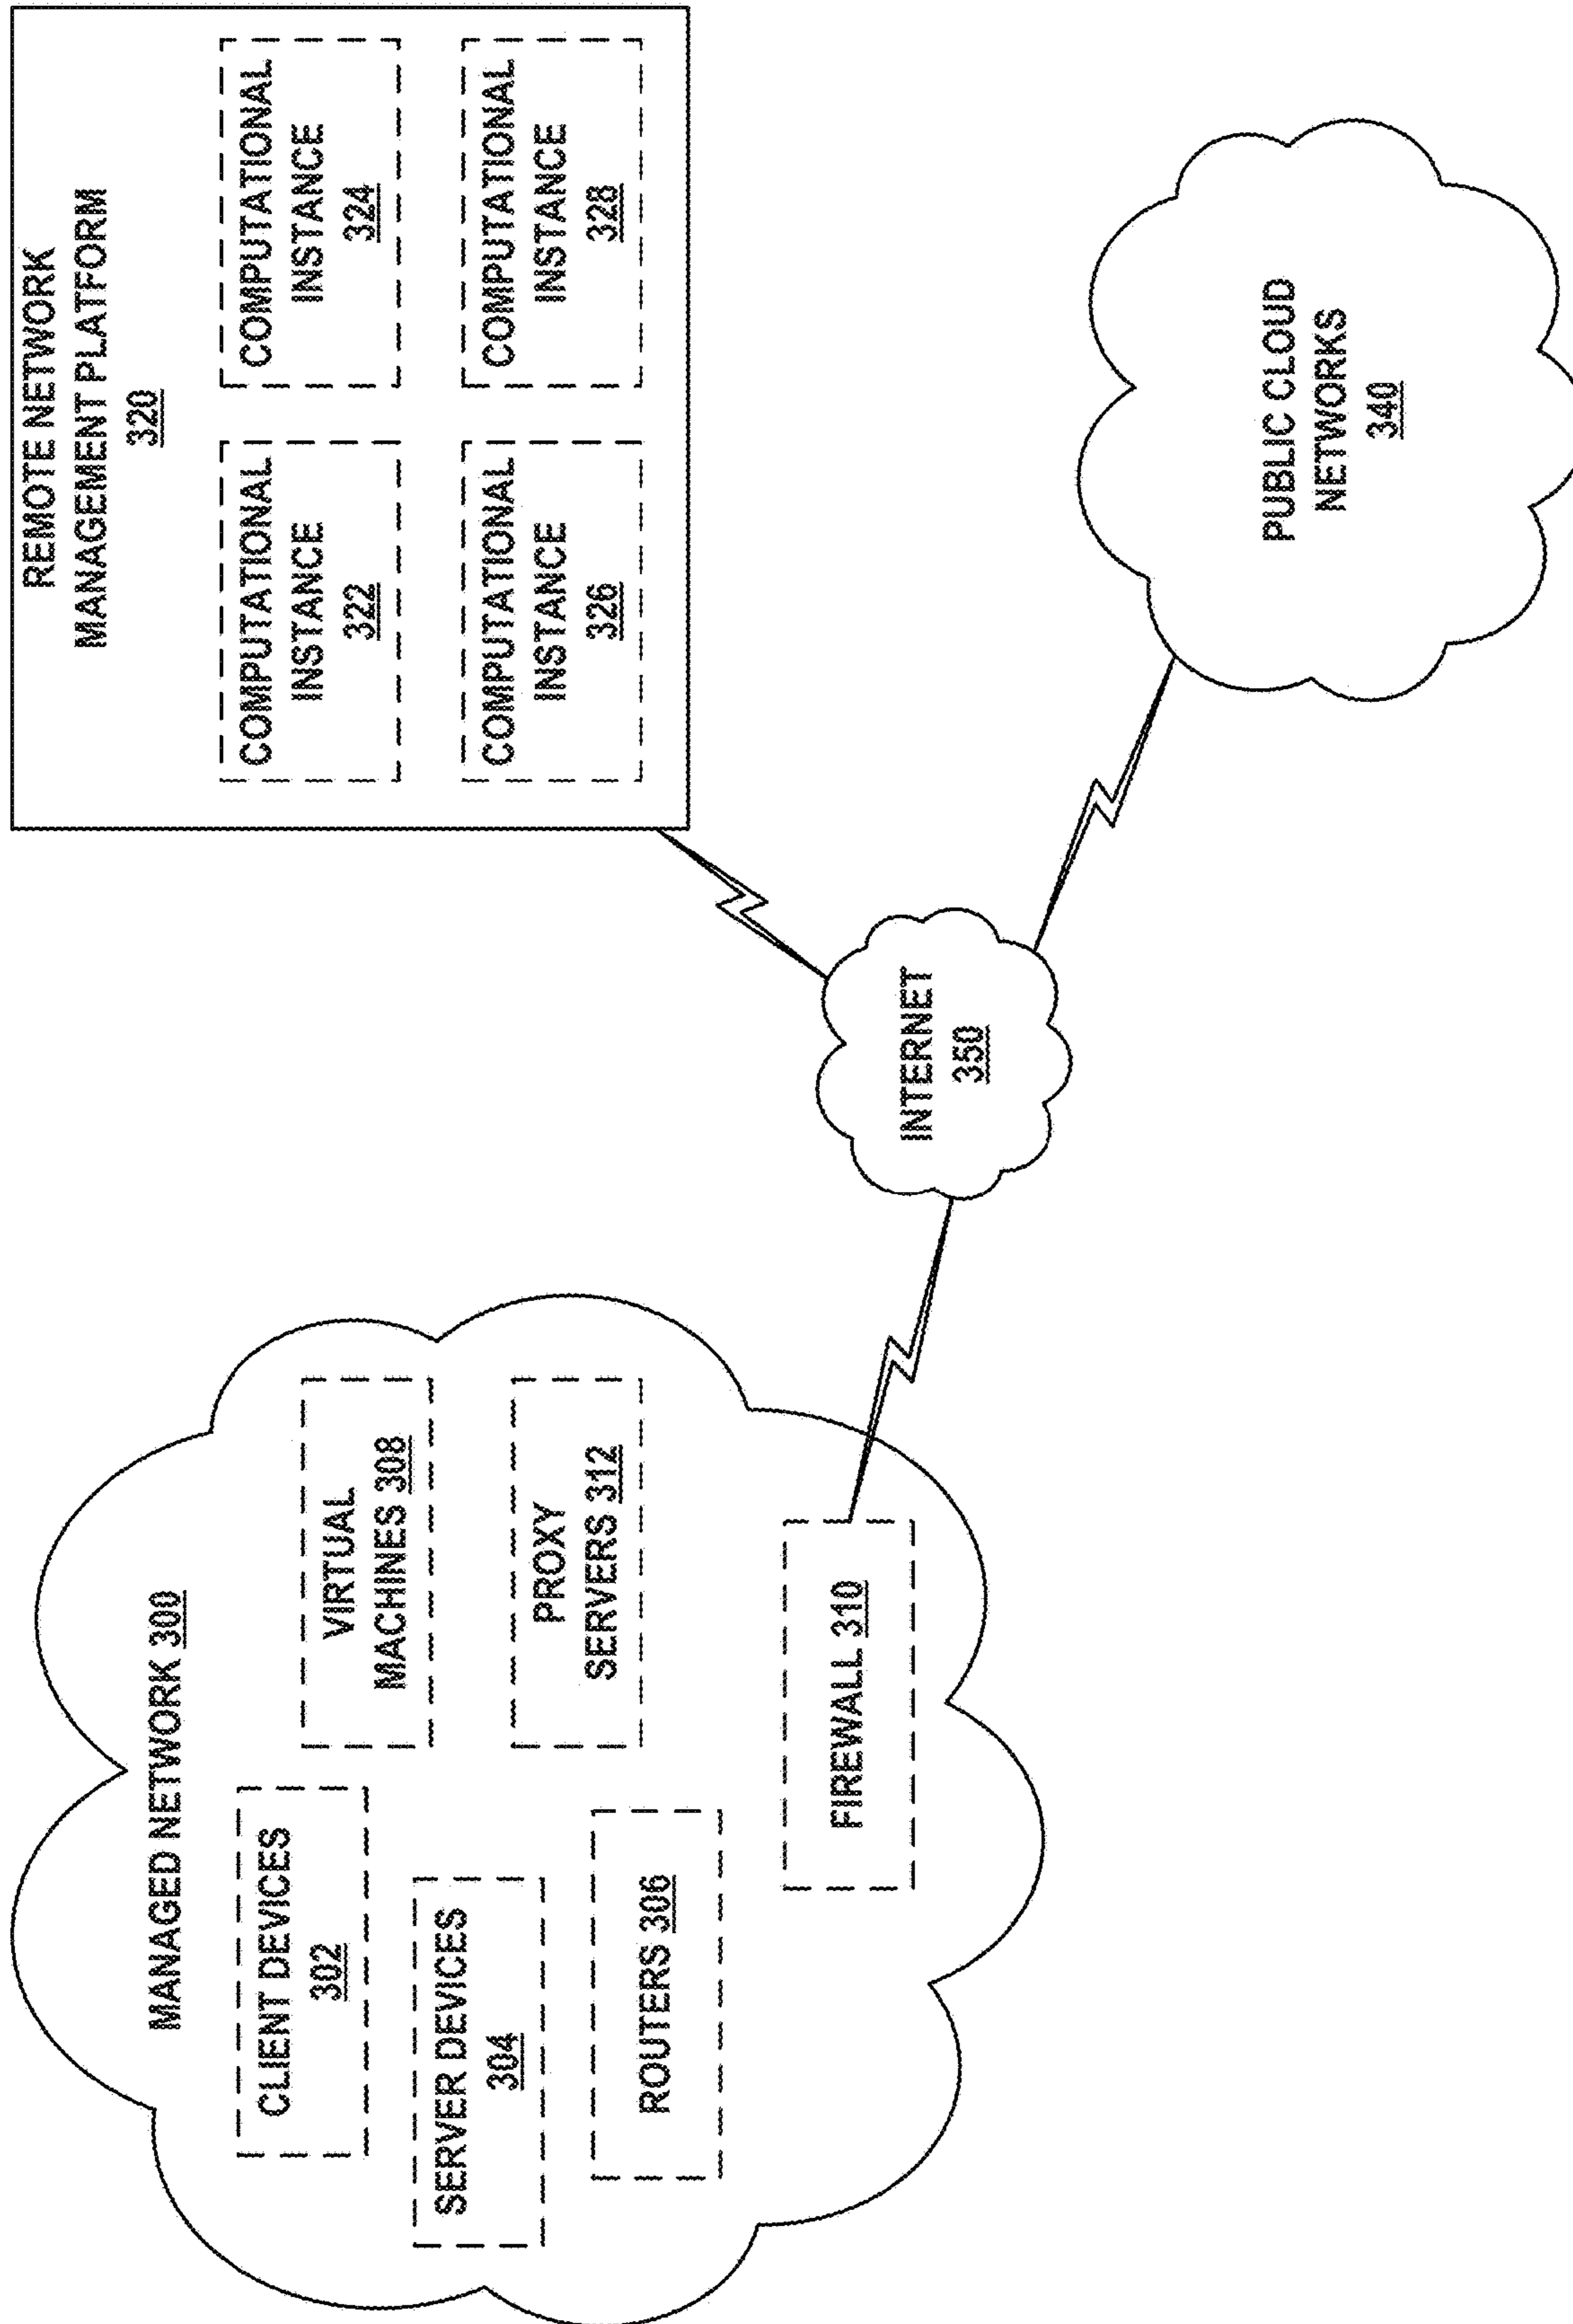 MANAGED NETWORK 300
CLIENT DEVICES
302
SERVER DEVICES
304
ROUTERS 306
VIRTUAL
MACHINES 308
PROXY
SERVERS 312
FIREWALL 310
INTERNET
350
REMOTE NETWORK
MANAGEMENT PLATFORM
320
COMPUTATIONAL
INSTANCE
322
COMPUTATIONAL
INSTANCE
324
COMPUTATIONAL
INSTANCE
326
COMPUTATIONAL
INSTANCE
328
PUBLIC CLOUD
NETWORKS
340